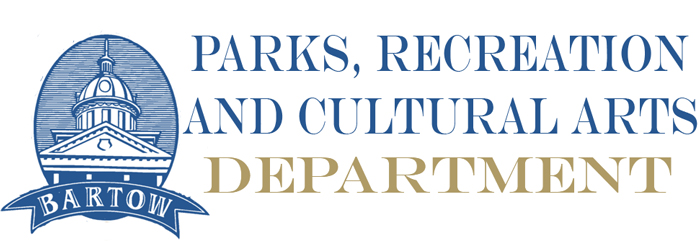 PARKS, RECREATION
AND CULTURAL ARTS
DEPARTMENT
BARTOW